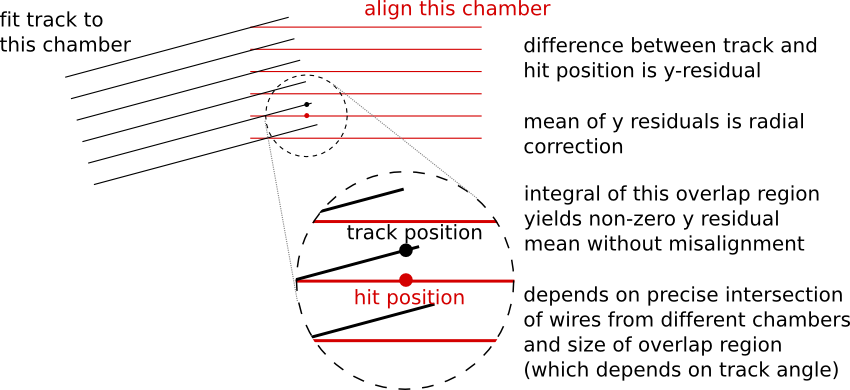 fit track to
this chamber
align this chamber
difference between track and
hit position is y-residual
mean of y residuals is radial
correction
integral of this overlap region
yields non-zero y residual
mean without misalignment
track position
hit position
depends on precise intersection
of wires from different chambers
and size of overlap region
(which depends on track angle)